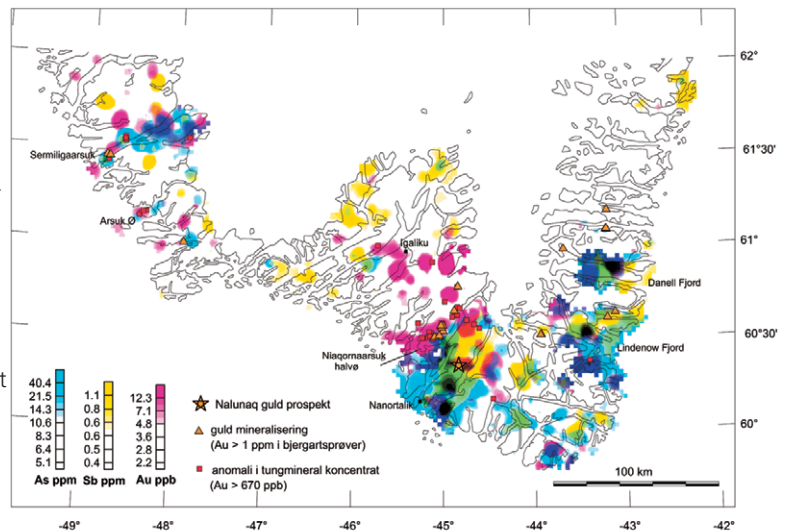 62°
61°30'
Sermiligaarsuk
Arsuk Ø
Igaliku
61°
Danell Fjord
60°30'
Lindenow Fjord
Niaqornaarsuk
halvø
Nanortalik
60°
t
40.4
21.5
14.3
10.6
8.3
6.4
5.1
As ppm
1.1
0.8
0.6
0.6
0.5
0.4
Sb ppm
12.3
7.1
4.8
3.6
2.8
2.2
Au ppb
Nalunaq guld prospekt
guld mineralisering
(Au > 1 ppm i bjergartsprøver)
anomali i tungmineral koncentrat
(Au > 670 ppb)
100 km
-49° -48° -47° -46° -45° -44° -43° -42°